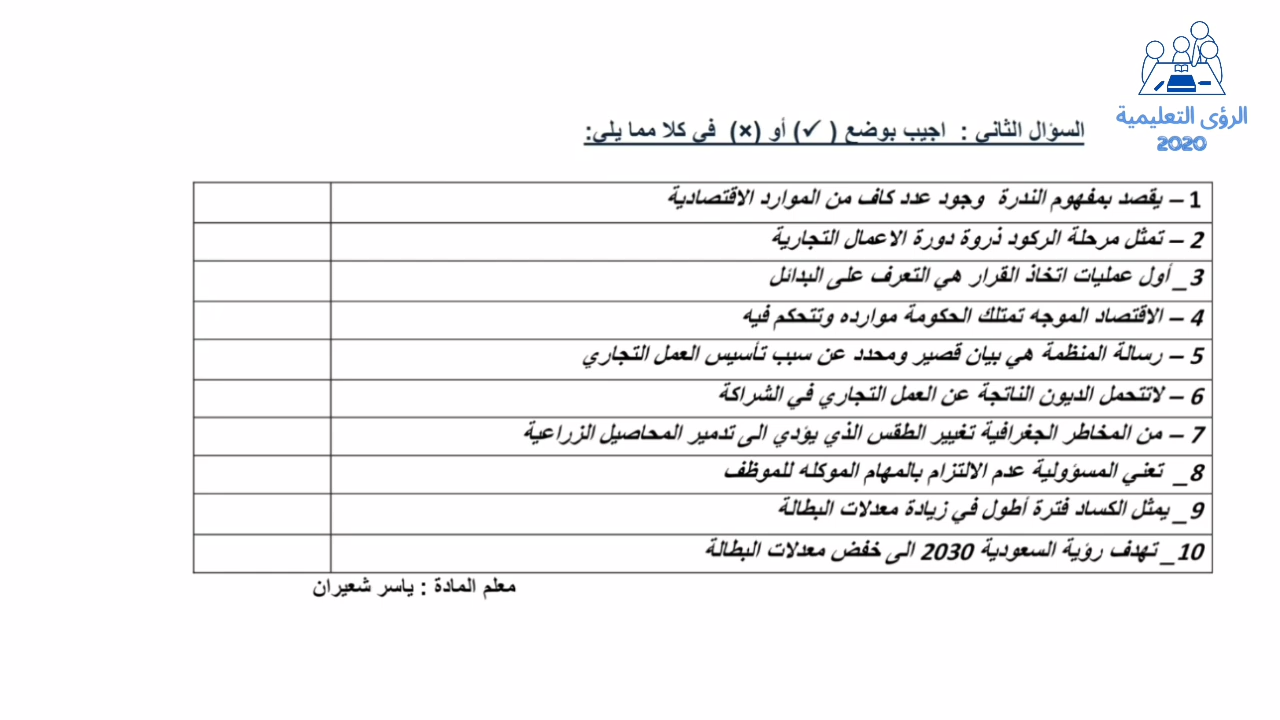 الرؤى التعليمية
2020
السؤال الثاني : اجيب بوضع ( ✓) أو (×) في كلا مما يلي:
1 – يقصد بمفهوم الندرة وجود عدد كاف من الموارد الاقتصادية
2 – تمثل مرحلة الركود ذروة دورة الاعمال التجارية
3_ أول عمليات اتخاذ القرار هي التعرف على البدائل
4 – الاقتصاد الموجه تمتلك الحكومة موارده وتتحكم فيه
5 – رسالة المنظمة هي بيان قصير ومحدد عن سبب تأسيس العمل التجاري
6 – لاتتحمل الديون الناتجة عن العمل التجاري في الشراكة
7 – من المخاطر الجغرافية تغيير الطقس الذي يؤدي الى تدمير المحاصيل الزراعية
8_ تعني المسؤولية عدم الالتزام بالمهام الموكله للموظف
9_ يمثل الكساد فترة أطول في زيادة معدلات البطالة
10_ تهدف رؤية السعودية 2030 الى خفض معدلات البطالة
معلم المادة : ياسر شعيران